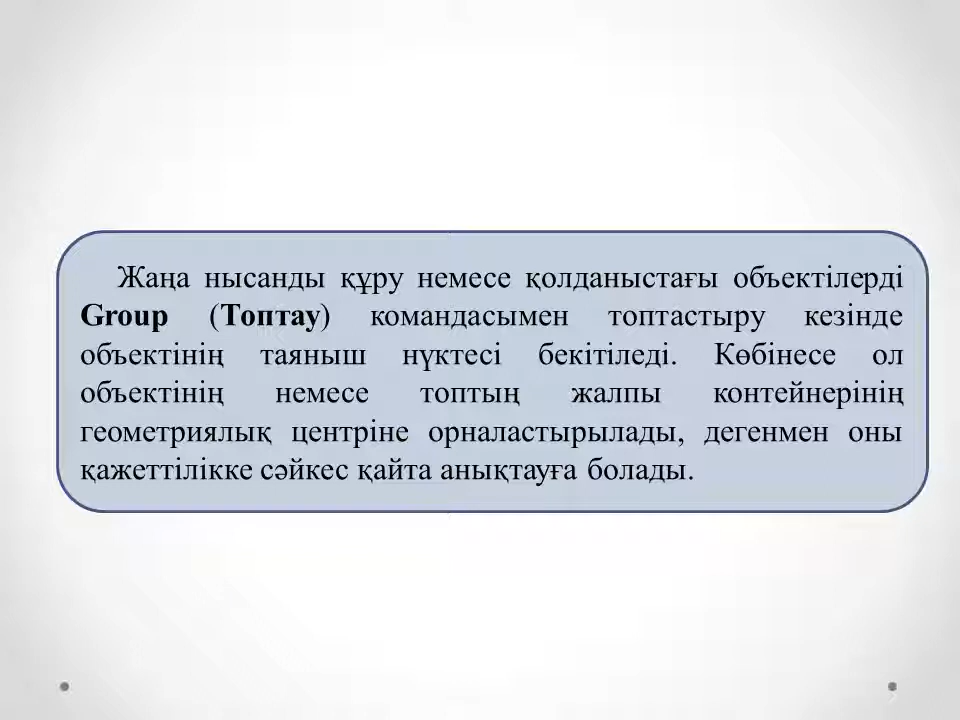 Жаңа нысанды құру немесе қолданыстағы объектілерді
Group (Топтау) командасымен топтастыру кезінде
объектінің таяныш нүктесі бекітіледі. Көбінесе ол
объектінің немесе топтың жалпы контейнерінің
геометриялық центріне орналастырылады, дегенмен оны
қажеттілікке сәйкес қайта анықтауға болады.